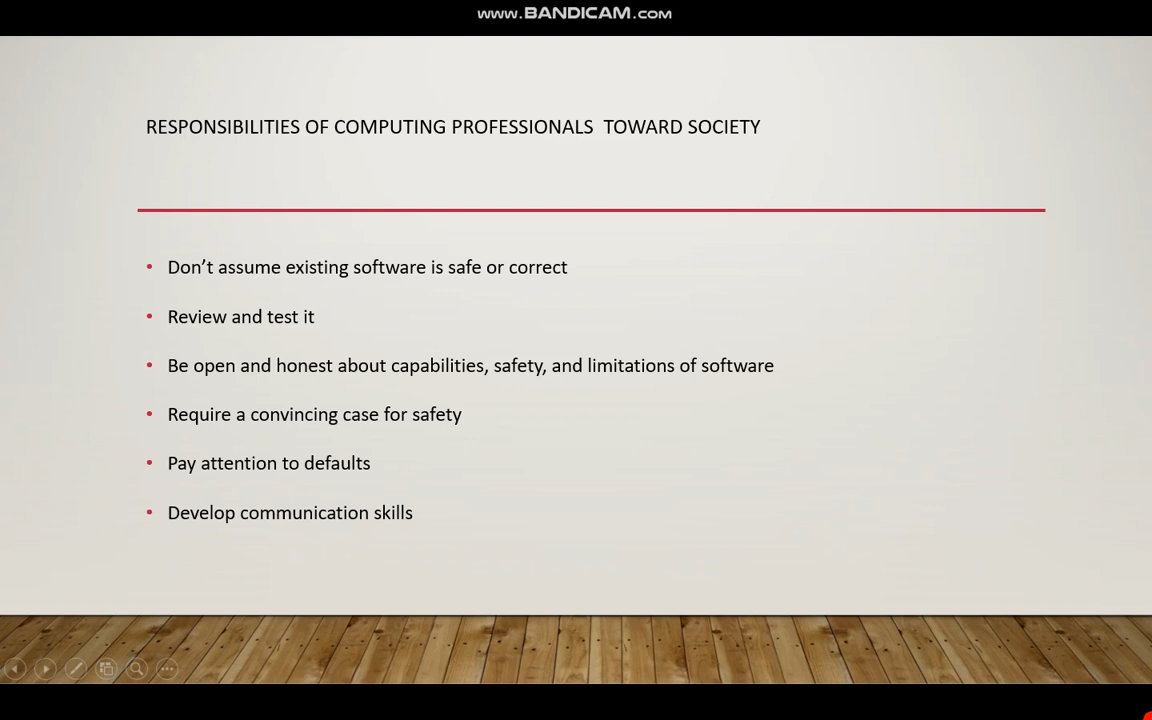 www.BANDICAM.com
RESPONSIBILITIES OF COMPUTING PROFESSIONALS  TOWARD SOCIETY
• Don’t assume existing software is safe or correct
• Review and test it
• Be open and honest about capabilities, safety, and limitations of software
• Require a convincing case for safety
• Pay attention to defaults
• Develop communication skills